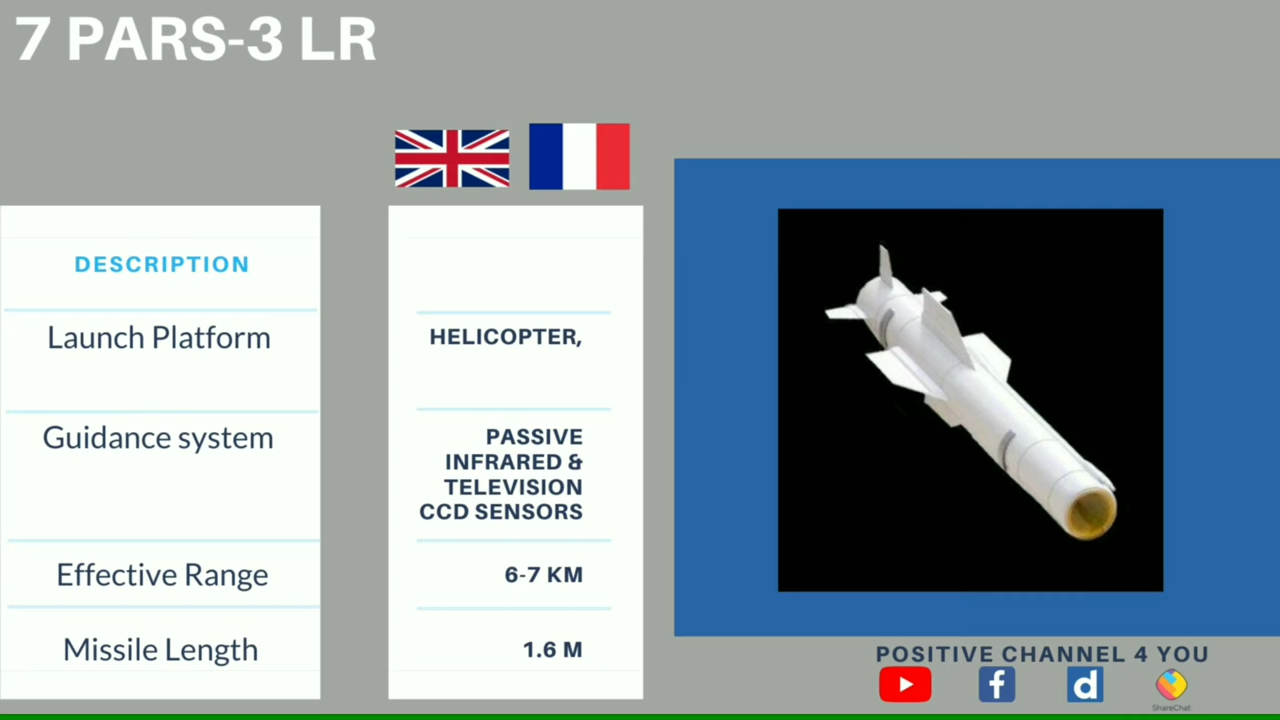 7 PARS-3 LR
DESCRIPTION
Launch Platform
HELICOPTER,
Guidance system
PASSIVE
INFRARED &
TELEVISION
CCD SENSORS
Effective Range
6-7 KM
Missile Length
1.6 M
POSITIVE CHANNEL 4 YOU
f
d
ShareChat